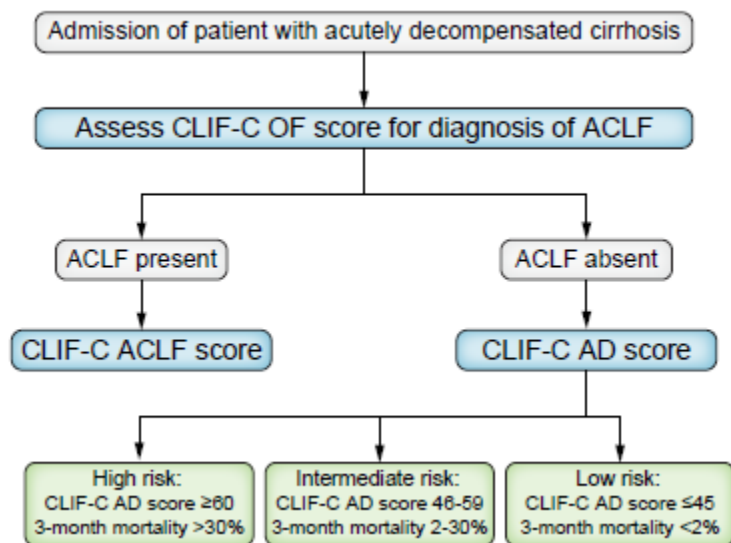 Admission of patient with acutely decompensated cirrhosis
Assess CLIF-C OF score for diagnosis of ACLF
ACLF present
ACLF absent
CLIF-C ACLF score
CLIF-C AD score
High risk:
CLIF-C AD score ≥60
3-month mortality >30%
Intermediate risk:
CLIF-C AD score 46-59
3-month mortality 2-30%
Low risk:
CLIF-C AD score ≤45
3-month mortality <2%